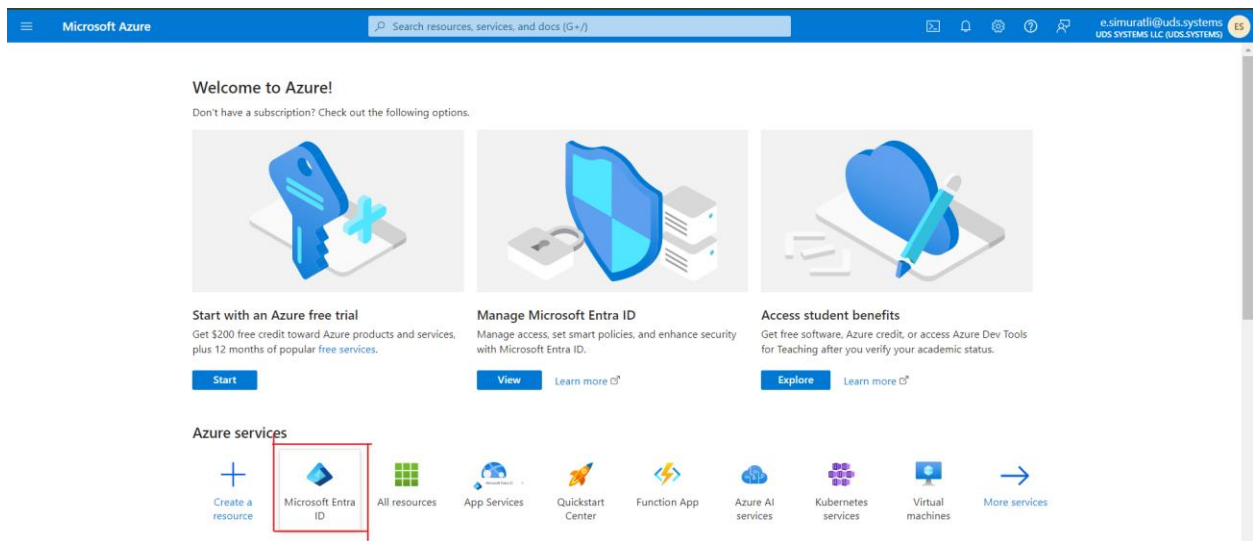 Microsoft Azure
Search resources, services, and docs (G+/)
e.simuratli@uds.systems
UDS SYSTEMS LLC (UDS.SYSTEMS)
ES
Welcome to Azure!
Don't have a subscription? Check out the following options.
Start with an Azure free trial
Get $200 free credit toward Azure products and services,
plus 12 months of popular free services.
Start
Manage Microsoft Entra ID
Manage access, set smart policies, and enhance security
with Microsoft Entra ID.
View
Learn more
Access student benefits
Get free software, Azure credit, or access Azure Dev Tools
for Teaching after you verify your academic status.
Explore
Learn more
Azure services
Create a
resource
Microsoft Entra
ID
All resources
App Services
Quickstart
Center
Function App
Azure AI
services
Kubernetes
services
Virtual
machines
More services